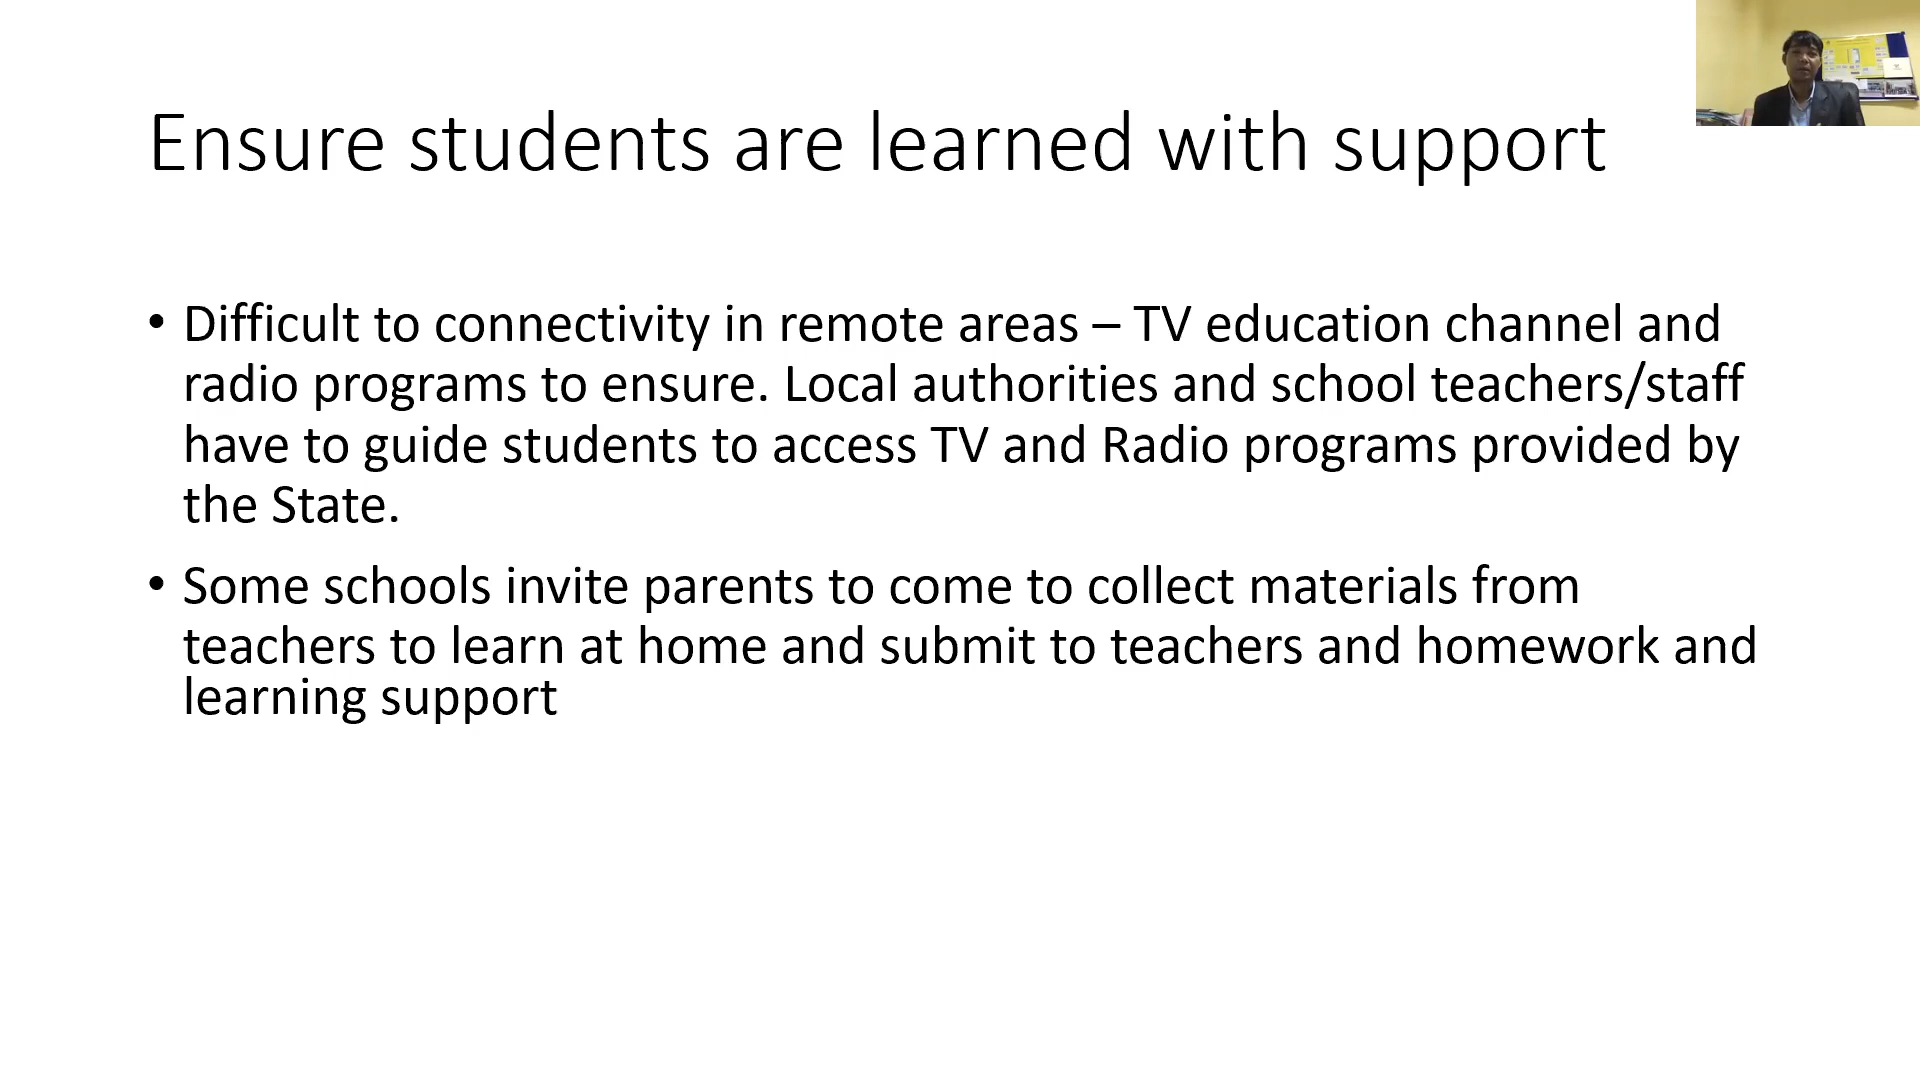 Ensure students are learned with support
• Difficult to connectivity in remote areas – TV education channel and
radio programs to ensure. Local authorities and school teachers/staff
have to guide students to access TV and Radio programs provided by
the State.
• Some schools invite parents to come to collect materials from
teachers to learn at home and submit to teachers and homework and
learning support